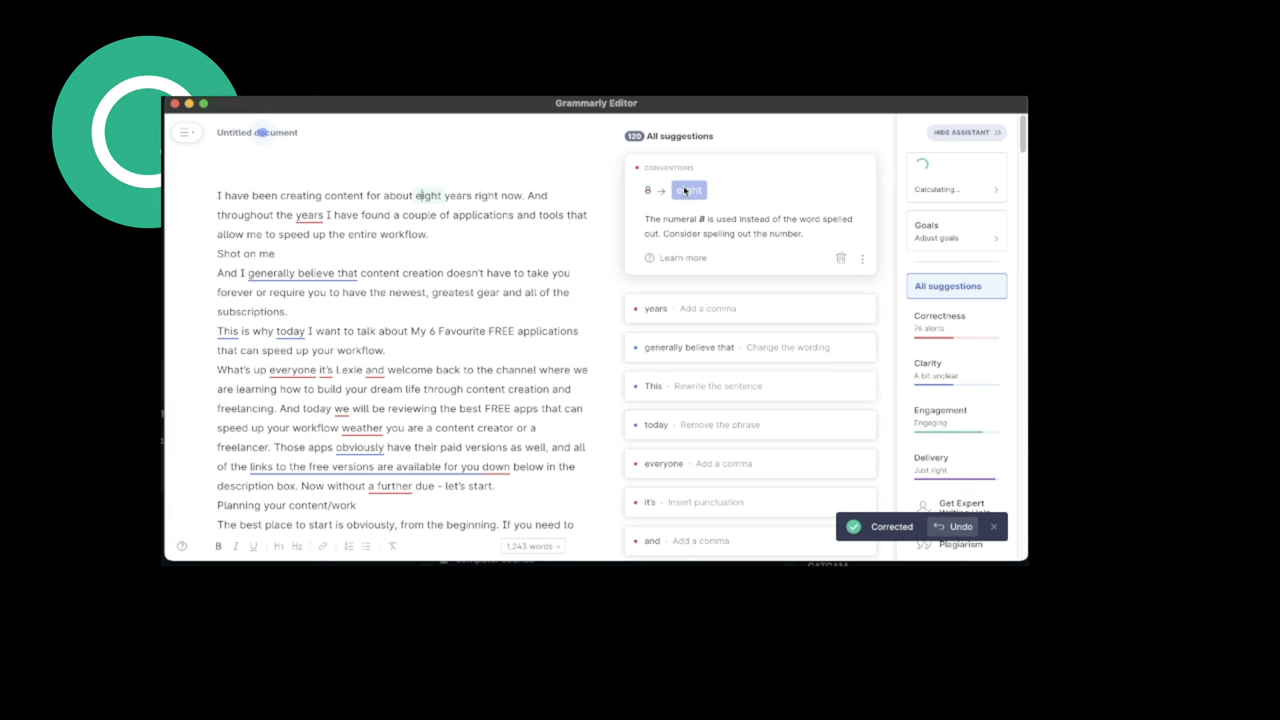 Grammarly Editor
Untitled document
I have been creating content for about eight years right now. And
throughout the years I have found a couple of applications and tools that
allow me to speed up the entire workflow.
Shot on me
And I generally believe that content creation doesn't have to take you
forever or require you to have the newest, greatest gear and all of the
subscriptions.
This is why today I want to talk about My 6 Favourite FREE applications
that can speed up your workflow.
What's up everyone it's Lexie and welcome back to the channel where we
are learning how to build your dream life through content creation and
freelancing. And today we will be reviewing the best FREE apps that can
speed up your workflow weather you are a content creator or a
freelancer. Those apps obviously have their paid versions as well, and all
of the links to the free versions are available for you down below in the
description box. Now without a further due - let's start.
Planning your content/work
The best place to start is obviously, from the beginning. If you need to
B I U H1 H2
1,243 words
120 All suggestions
CONVENTIONS
8 → eight
The numeral 8 is used instead of the word spelled
out. Consider spelling out the number.
Learn more
years · Add a comma
generally believe that · Change the wording
This · Rewrite the sentence
today · Remove the phrase
everyone · Add a comma
it's · Insert punctuation
and · Add a comma
HIDE ASSISTANT
Calculating...
Goals
Adjust goals
All suggestions
Correctness
76 alerts
Clarity
A bit unclear
Engagement
Engaging
Delivery
Just right
Get Expert
Corrected Undo
Plagiarism